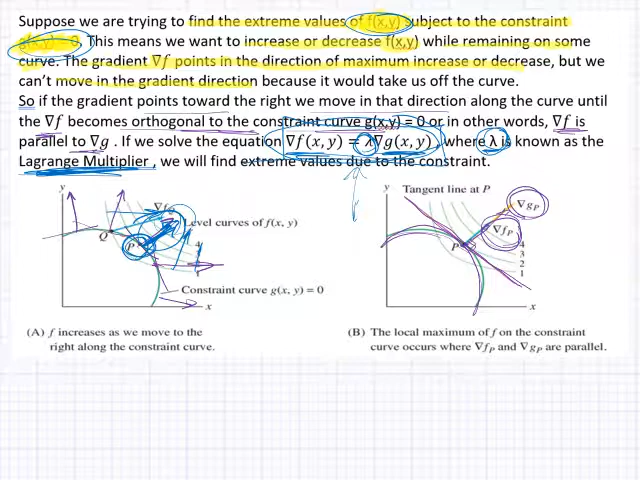 Suppose we are trying to find the extreme values of f(x,y) subject to the constraint
g(x,y) = 0. This means we want to increase or decrease f(x,y) while remaining on some
curve. The gradient ∇f points in the direction of maximum increase or decrease, but we
can't move in the gradient direction because it would take us off the curve.
So if the gradient points toward the right we move in that direction along the curve until
the ∇f becomes orthogonal to the constraint curve g(x,y) = 0 or in other words, ∇f is
parallel to ∇g . If we solve the equation ∇f(x, y) = λ∇g(x, y) , where λ is known as the
Lagrange Multiplier , we will find extreme values due to the constraint.
y
∇f
Q
P
Level curves of f(x, y)
4
Constraint curve g(x, y) = 0
x
(A) f increases as we move to the
right along the constraint curve.
y
Tangent line at P
∇gP
∇fP
P
4
3
2
1
x
(B) The local maximum of f on the constraint
curve occurs where ∇fP and ∇gP are parallel.